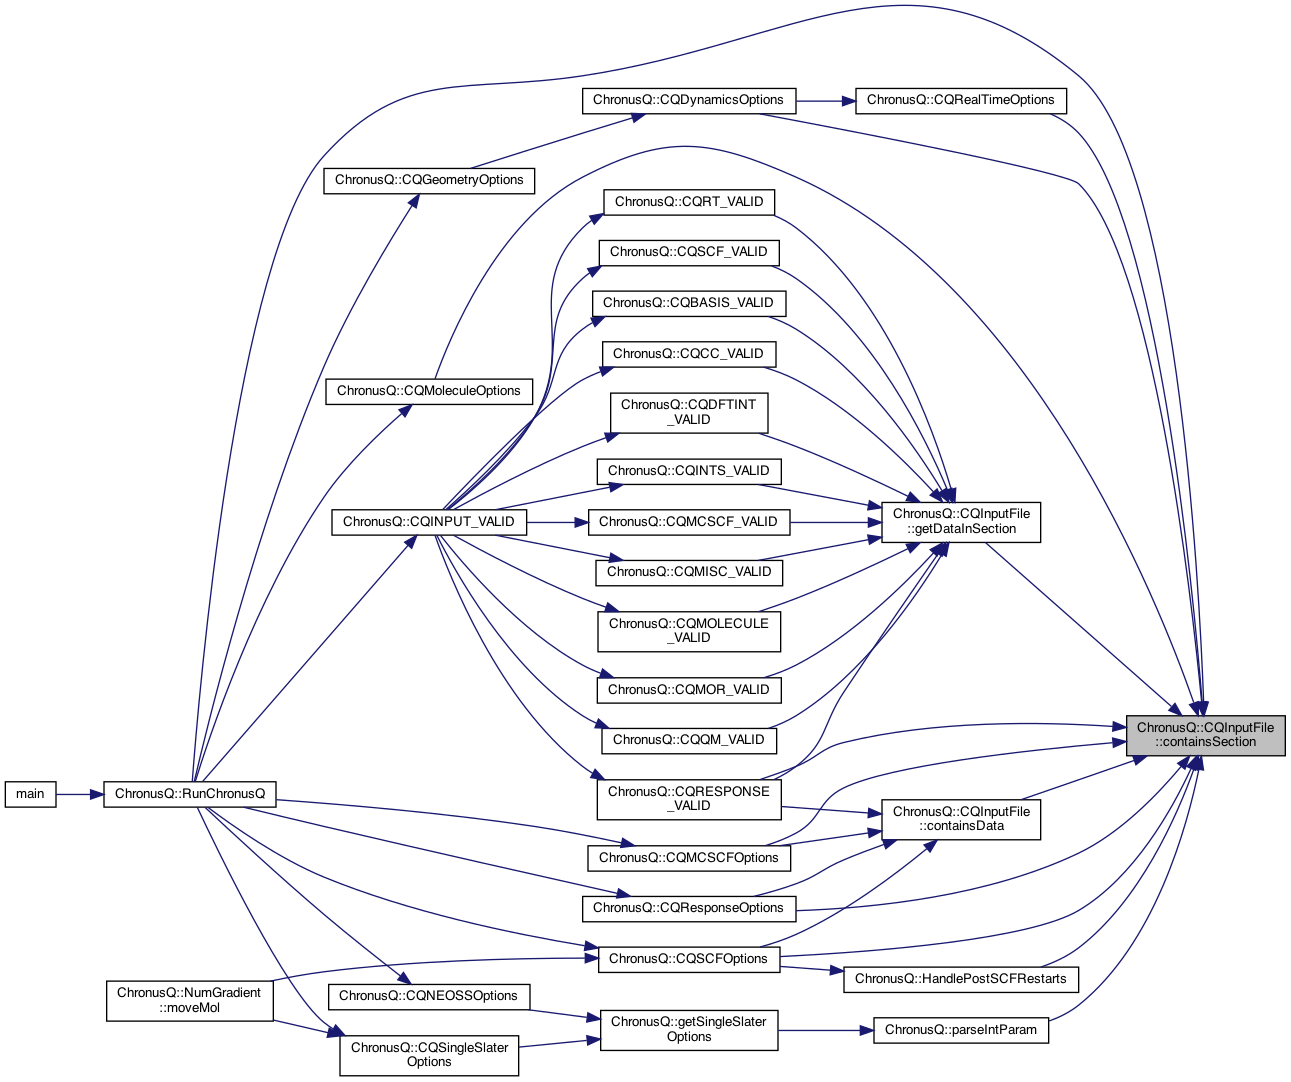 ChronusQ::CQDynamicsOptions
ChronusQ::CQRealTimeOptions
ChronusQ::CQGeometryOptions
ChronusQ::CQRT_VALID
ChronusQ::CQSCF_VALID
ChronusQ::CQBASIS_VALID
ChronusQ::CQCC_VALID
ChronusQ::CQMoleculeOptions
ChronusQ::CQDFTINT
_VALID
ChronusQ::CQINTS_VALID
ChronusQ::CQINPUT_VALID
ChronusQ::CQMCSCF_VALID
ChronusQ::CQInputFile
::getDataInSection
ChronusQ::CQMISC_VALID
ChronusQ::CQMOLECULE
_VALID
ChronusQ::CQMOR_VALID
ChronusQ::CQQM_VALID
ChronusQ::CQInputFile
::containsSection
main
ChronusQ::RunChronusQ
ChronusQ::CQRESPONSE
_VALID
ChronusQ::CQInputFile
::containsData
ChronusQ::CQMCSCFOptions
ChronusQ::CQResponseOptions
ChronusQ::CQSCFOptions
ChronusQ::HandlePostSCFRestarts
ChronusQ::NumGradient
::moveMol
ChronusQ::CQNEOSSOptions
ChronusQ::getSingleSlater
Options
ChronusQ::parseIntParam
ChronusQ::CQSingleSlater
Options